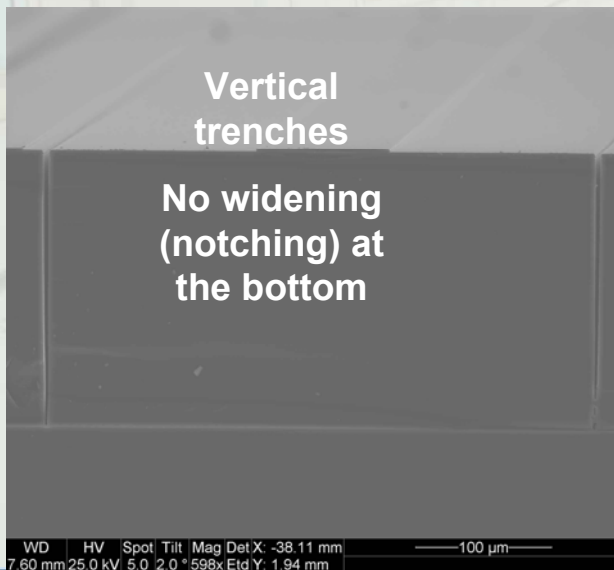 Vertical
trenches
No widening
(notching) at
the bottom
WD HV Spot Tilt Mag Det X: -38.11 mm 100 µm
7.60 mm 25.0 kV 5.0 2.0 ° 598x Etd Y: 1.94 mm